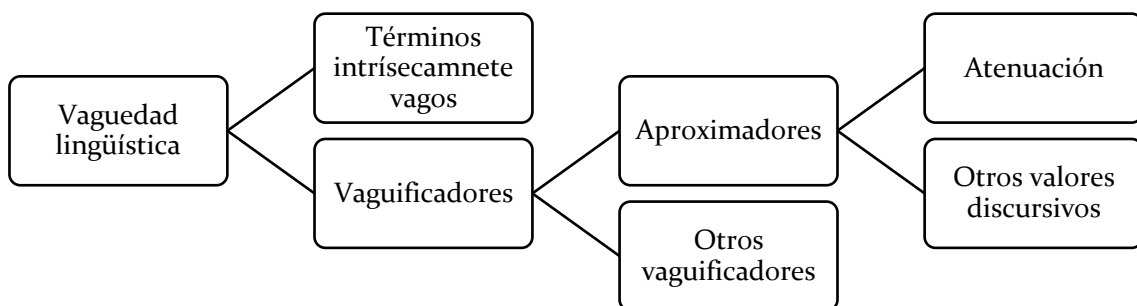 Vaguedad
lingüística
Términos
intrísecamnete
vagos
Vaguificadores
Aproximadores
Otros
vaguificadores
Atenuación
Otros valores
discursivos